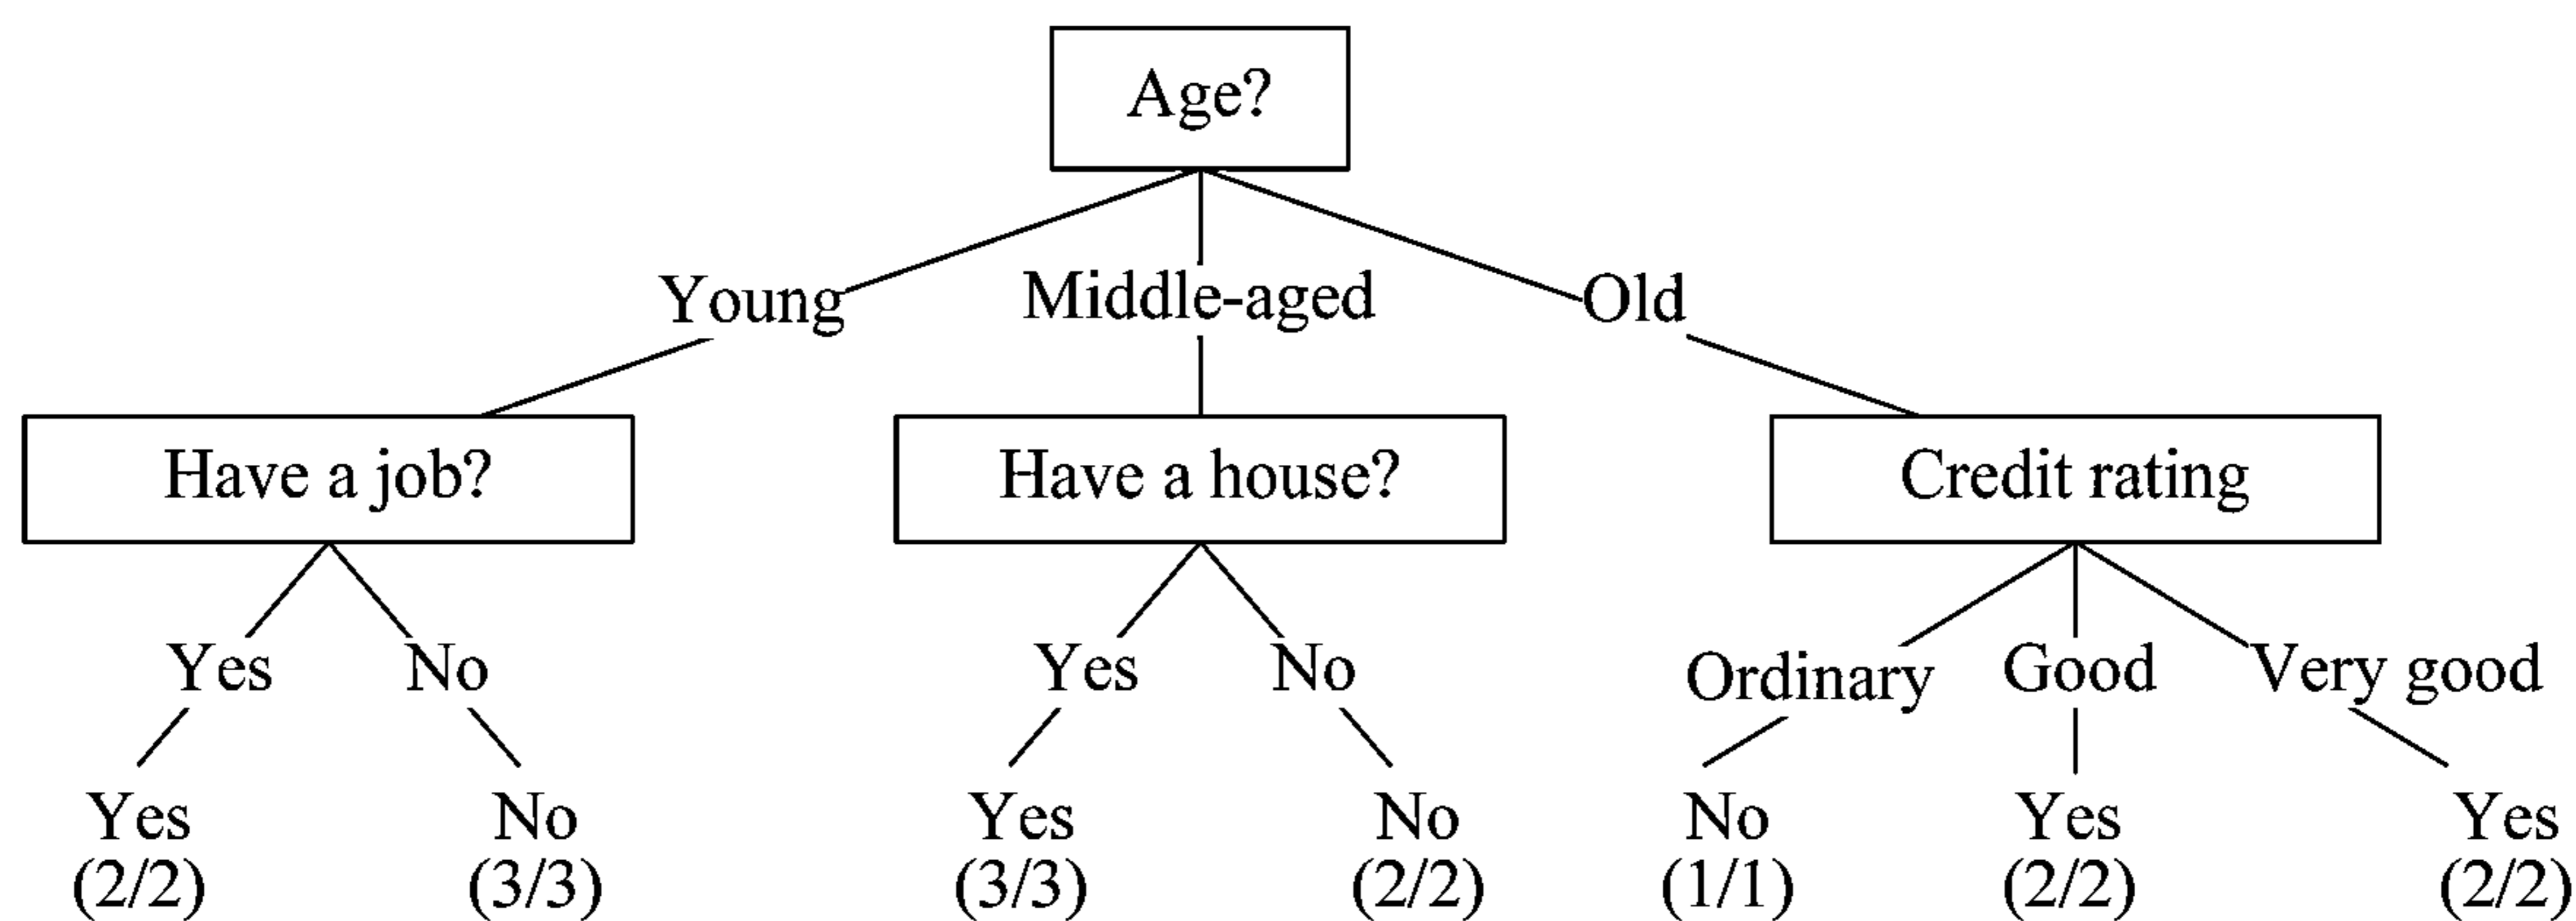 Age?
Young Middle-aged Old
Have a job? Have a house? Credit rating
Yes No Yes No Ordinary Good Very good
Yes No Yes No No Yes Yes
(2/2) (3/3) (3/3) (2/2) (1/1) (2/2) (2/2)